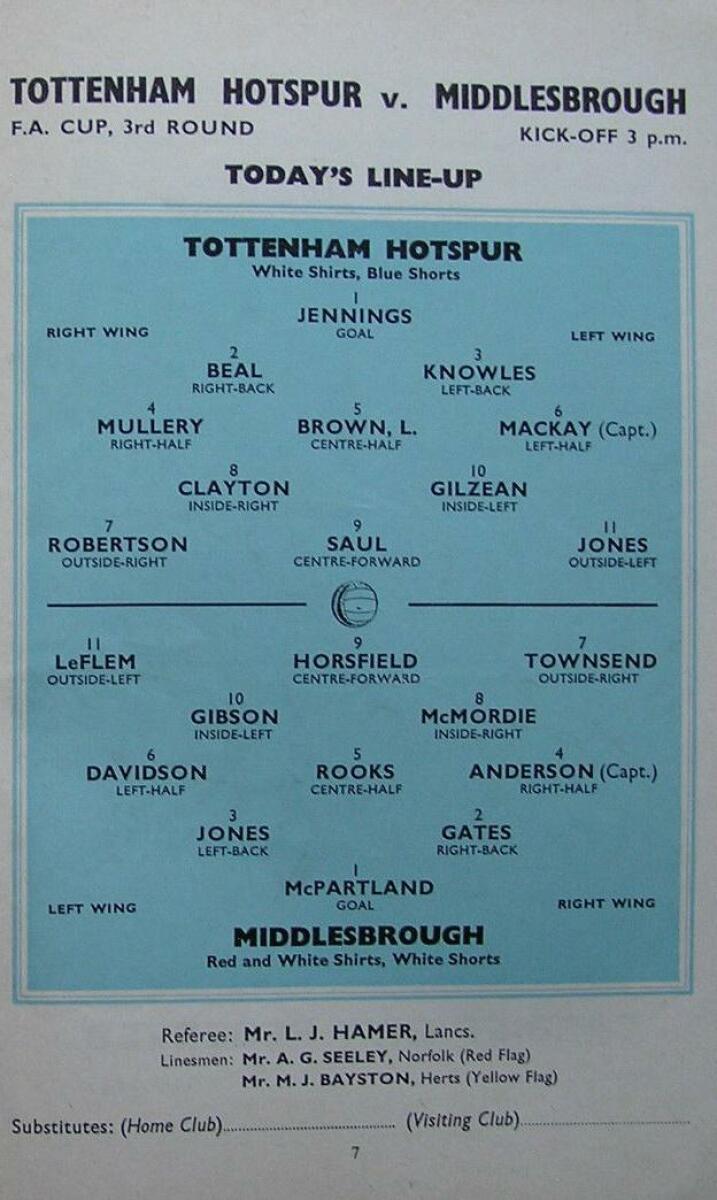 TOTTENHAM HOTSPUR v. MIDDLESBROUGH
F.A. CUP, 3rd ROUND KICK-OFF 3 p.m.
TODAY'S LINE-UP
TOTTENHAM HOTSPUR
White Shirts, Blue Shorts
1
JENNINGS
RIGHT WING GOAL LEFT WING
2 3
BEAL KNOWLES
RIGHT-BACK LEFT-BACK
4 5 6
MULLERY BROWN, L. MACKAY (Capt.)
RIGHT-HALF CENTRE-HALF LEFT-HALF
8 10
CLAYTON GILZEAN
INSIDE-RIGHT INSIDE-LEFT
7 9 11
ROBERTSON SAUL JONES
OUTSIDE-RIGHT CENTRE-FORWARD OUTSIDE-LEFT
11 9 7
LeFLEM HORSFIELD TOWNSEND
OUTSIDE-LEFT CENTRE-FORWARD OUTSIDE-RIGHT
10 8
GIBSON McMORDIE
INSIDE-LEFT INSIDE-RIGHT
6 5 4
DAVIDSON ROOKS ANDERSON (Capt.)
LEFT-HALF CENTRE-HALF RIGHT-HALF
3 2
JONES GATES
LEFT-BACK RIGHT-BACK
1
McPARTLAND
LEFT WING GOAL RIGHT WING
MIDDLESBROUGH
Red and White Shirts, White Shorts
Referee: Mr. L. J. HAMER, Lancs.
Linesmen: Mr. A. G. SEELEY, Norfolk (Red Flag)
Mr. M. J. BAYSTON, Herts (Yellow Flag)
Substitutes: (Home Club)........................................ (Visiting Club)........................................
7